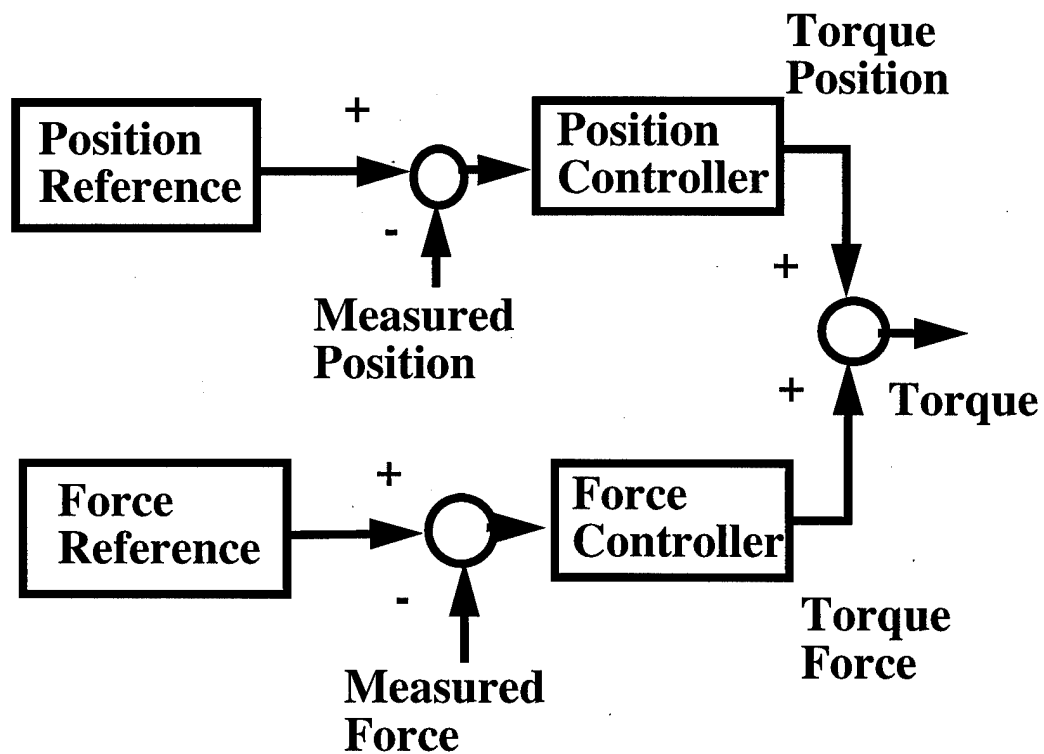 Torque
Position
+
Position
Reference
Position
Controller
-
+
Measured
Position
+
Torque
+
Force
Reference
Force
Controller
-
Torque
Force
Measured
Force